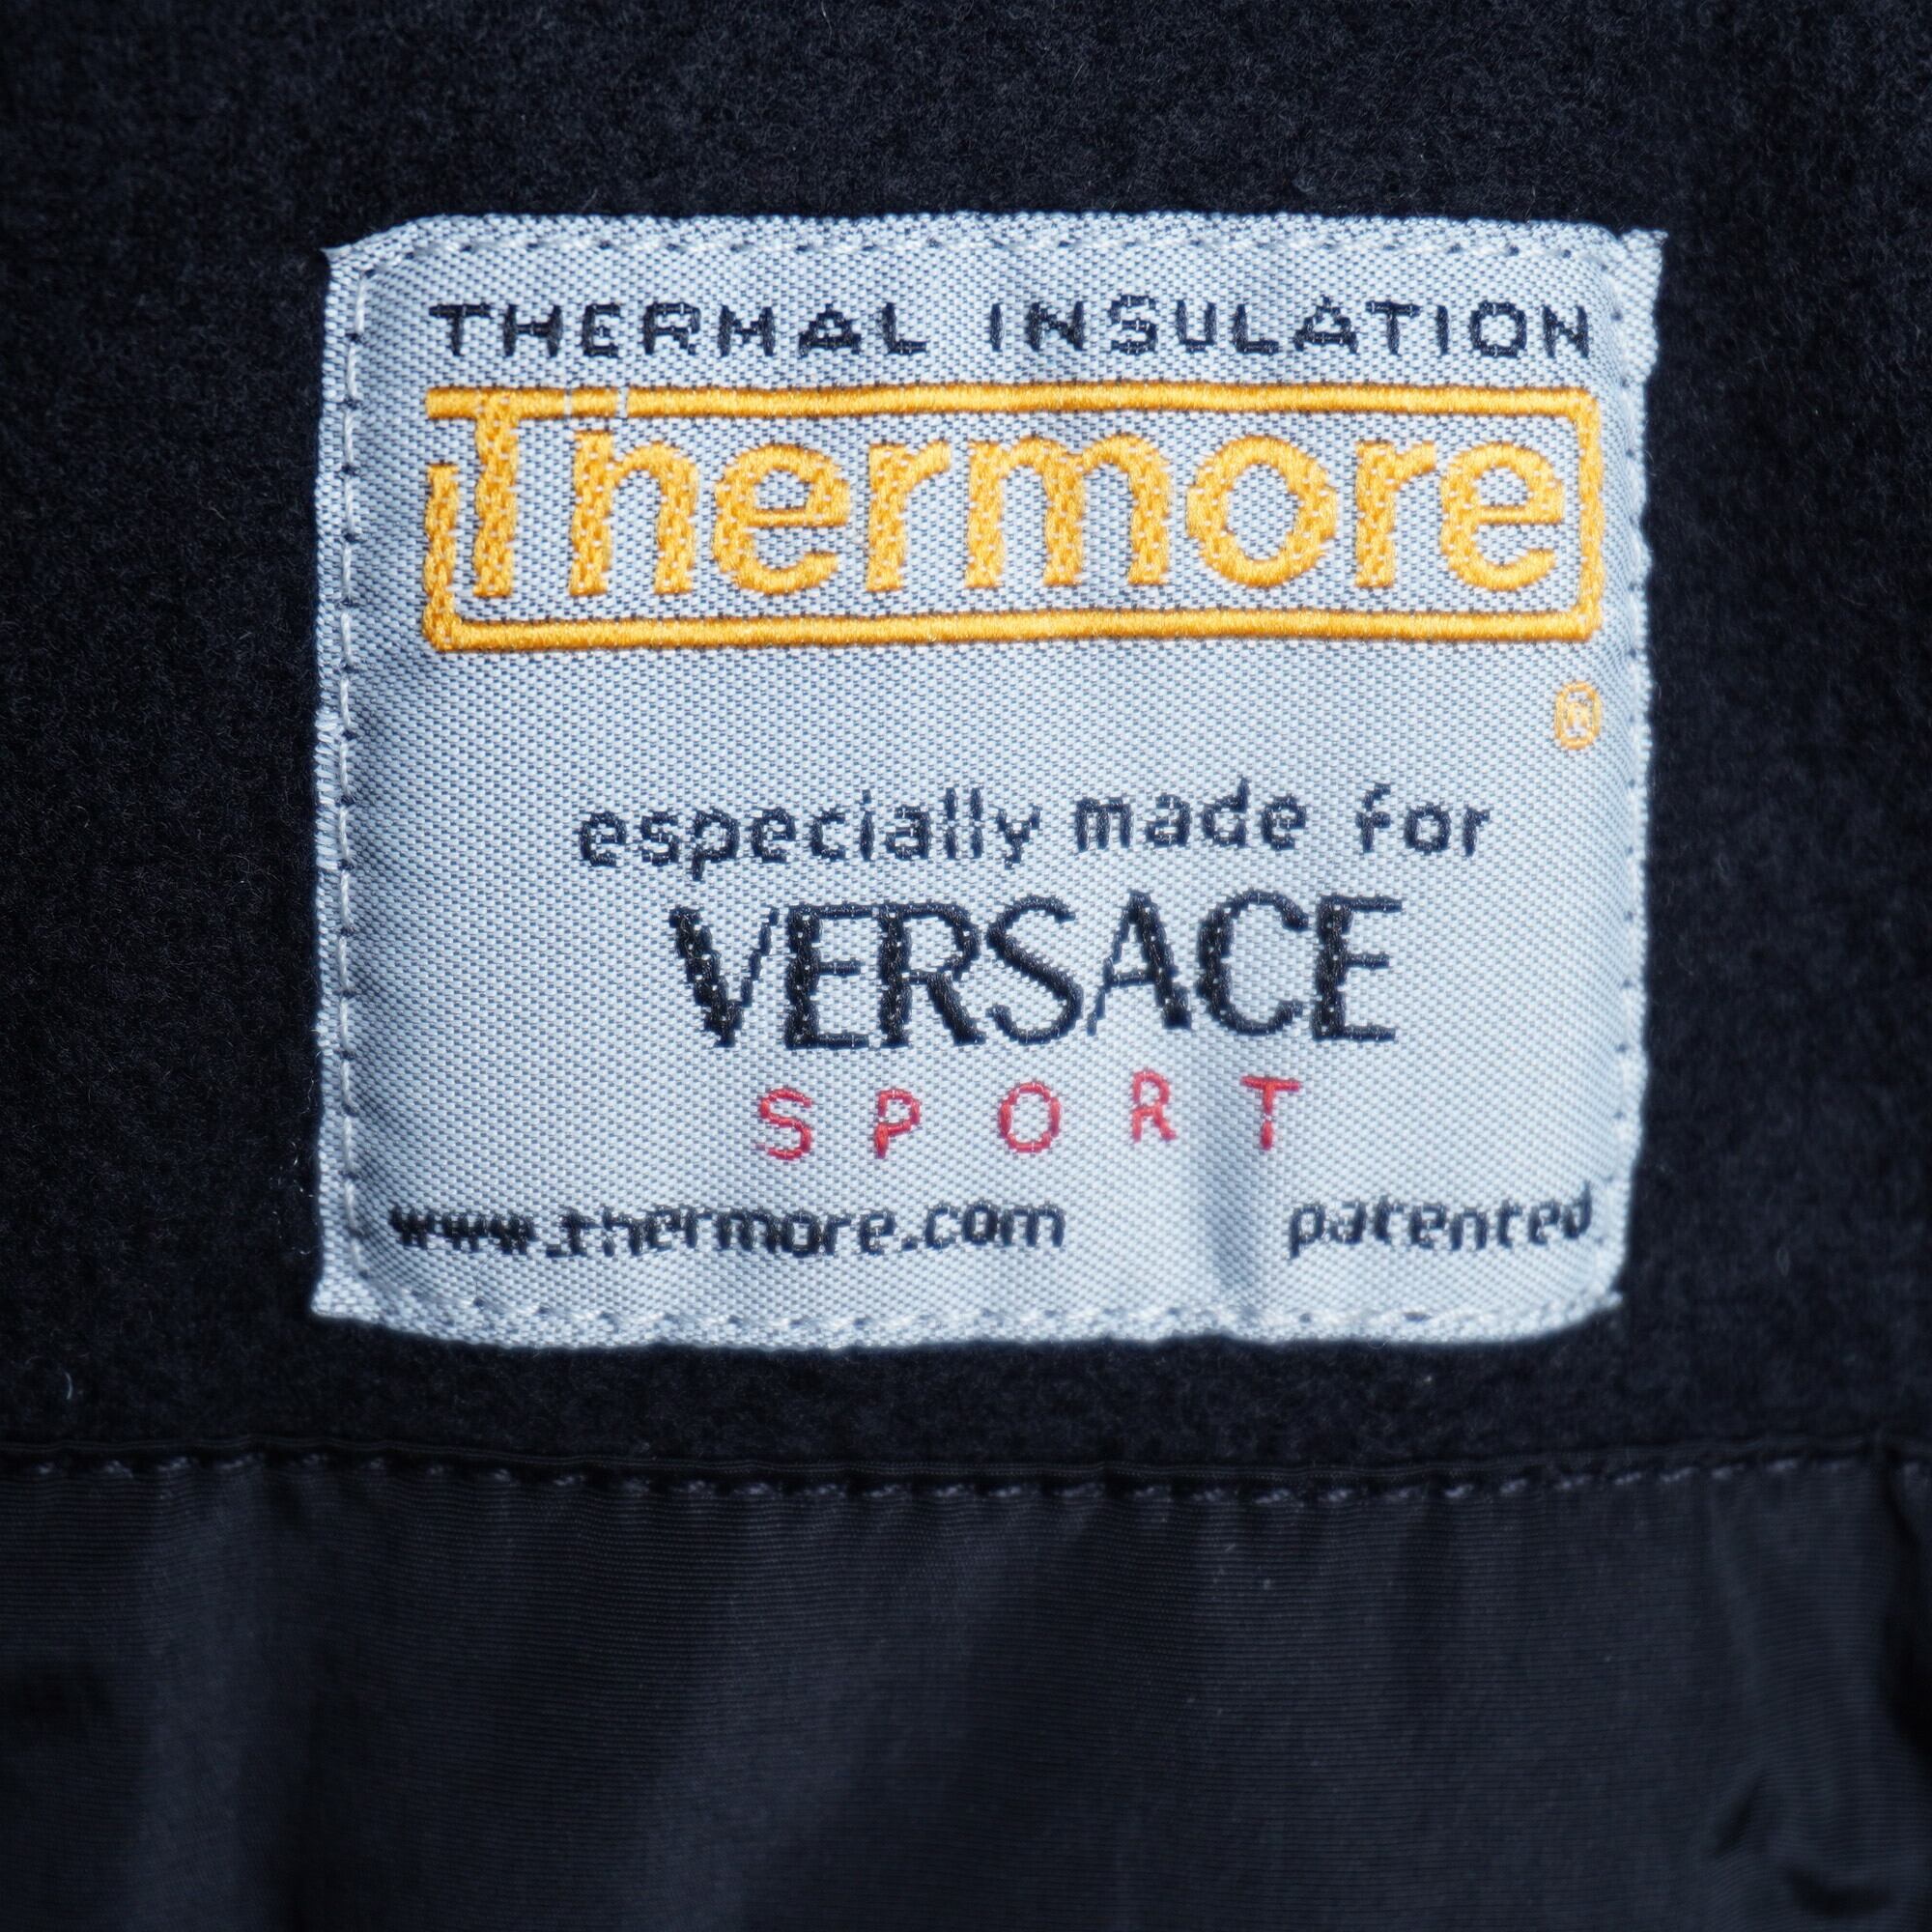 THERMAL INSULATION
Thermore
®
especially made for
VERSACE
SPORT
www.thermore.com patented